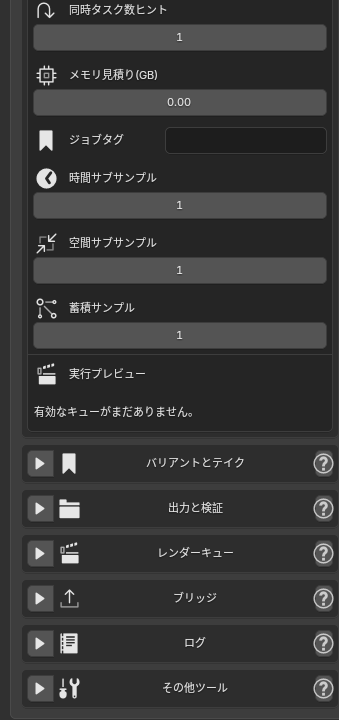 同時タスク数ヒント
1
メモリ見積り(GB)
0.00
ジョブタグ
時間サブサンプル
1
空間サブサンプル
1
蓄積サンプル
1
実行プレビュー
有効なキューがまだありません。
バリアントとテイク
出力と検証
レンダーキュー
ブリッジ
ログ
その他ツール